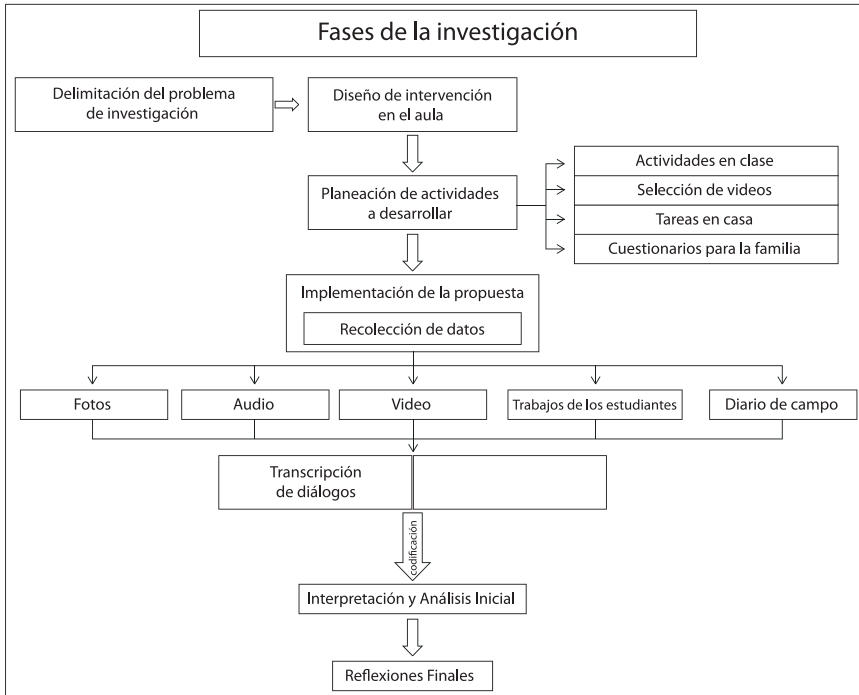 Fases de la investigación
Delimitación del problema
de investigación
Diseño de intervención
en el aula
Planeación de actividades
a desarrollar
Actividades en clase
Selección de videos
Tareas en casa
Cuestionarios para la familia
Implementación de la propuesta
Recolección de datos
Fotos
Audio
Video
Trabajos de los estudiantes
Diario de campo
Transcripción
de diálogos
codificación
Interpretación y Análisis Inicial
Reflexiones Finales